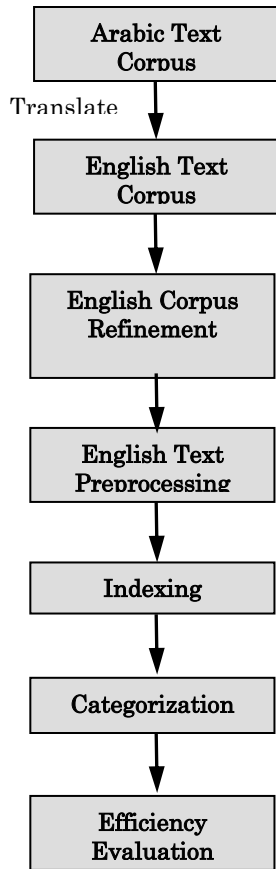 Arabic Text
Corpus
Translate
English Text
Corpus
English Corpus
Refinement
English Text
Preprocessing
Indexing
Categorization
Efficiency
Evaluation